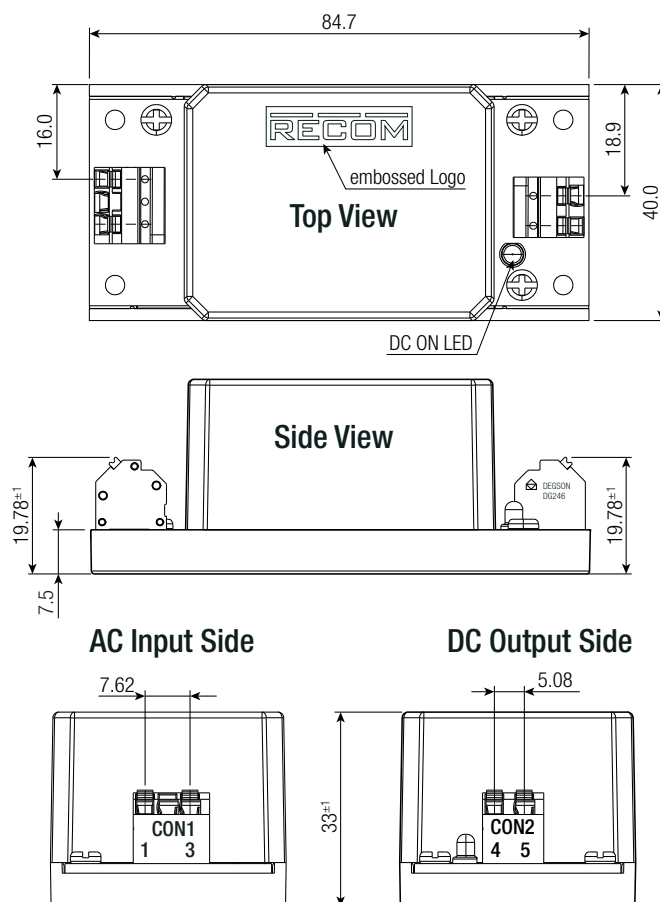 84.7
16.0
RECOM
embossed Logo
Top View
18.9
40.0
DC ON LED
Side View
19.78±1
7.5
DEGSON
DG246
19.78±1
AC Input Side
DC Output Side
7.62
5.08
33±1
CON1
1 3
CON2
4 5